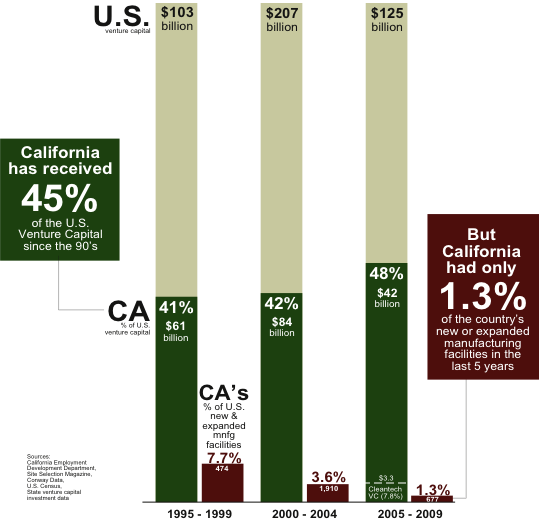 U.S.
venture capital
$103
billion
$207
billion
$125
billion
California
has received
45%
of the U.S.
Venture Capital
since the 90's
But
California
had only
1.3%
of the country's
new or expanded
manufacturing
facilities in the
last 5 years
CA
% of U.S.
venture capital
41%
$61
billion
42%
$84
billion
48%
$42
billion
CA's
% of U.S.
new &
expanded
mnfg
facilities
7.7%
474
3.6%
1,910
$3.3
Cleantech
VC (7.8%)
1.3%
677
Sources:
California Employment
Development Department,
Site Selection Magazine,
Conway Data,
U.S. Census,
State venture capital
investment data
1995 - 1999
2000 - 2004
2005 - 2009